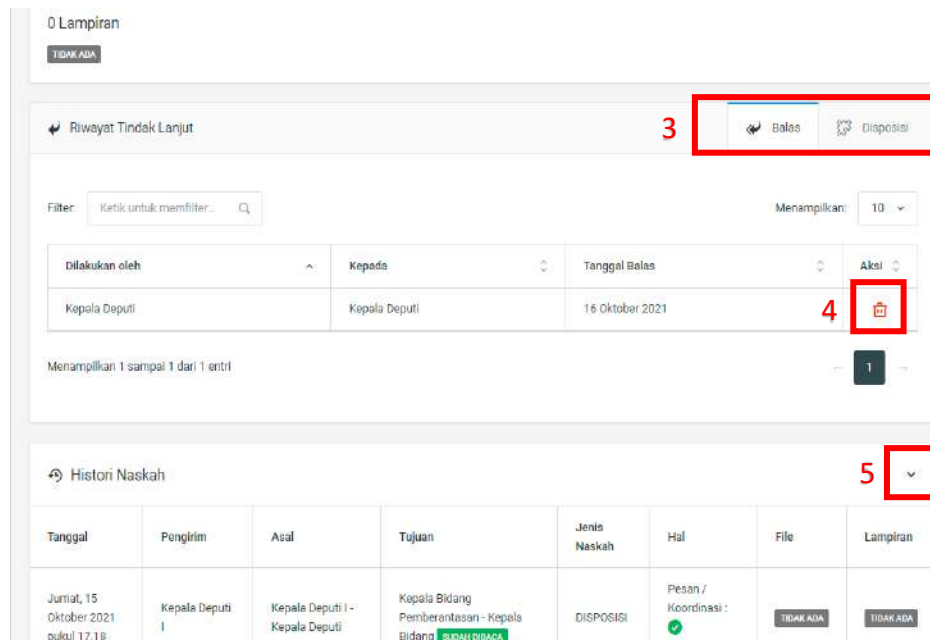 0 Lampiran
TIDAK ADA
Riwayat Tindak Lanjut
3
Balas
Disposisi
Filter:
Ketik untuk memfilter...
Menampilkan:
10
Dilakukan oleh
Kepada
Tanggal Balas
Aksi
Kepala Deputi
Kepala Deputi
16 Oktober 2021
4
Menampilkan 1 sampai 1 dari 1 entri
←
1
→
Histori Naskah
5
Tanggal
Pengirim
Asal
Tujuan
Jenis
Naskah
Hal
File
Lampiran
Jumat, 15
Oktober 2021
pukul 17.18
Kepala Deputi
I
Kepala Deputi I -
Kepala Deputi
Kepala Bidang
Pemberantasan - Kepala
Bidang SUDAH DIBACA
DISPOSISI
Pesan /
Koordinasi :
TIDAK ADA
TIDAK ADA